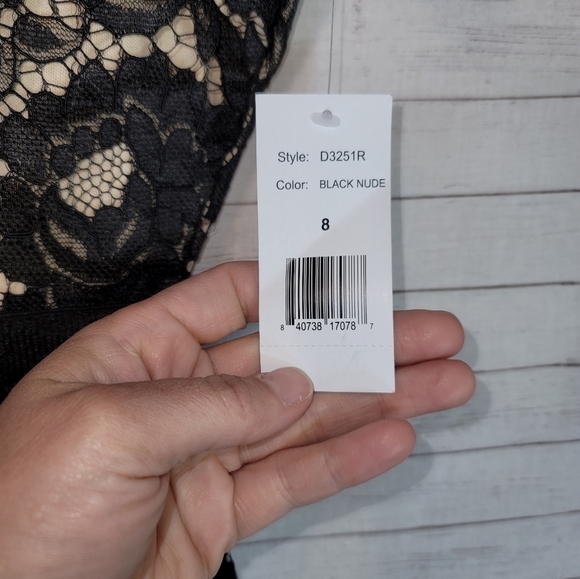 Style: D3251R
Color: BLACK NUDE
8
8 40738 17078 7